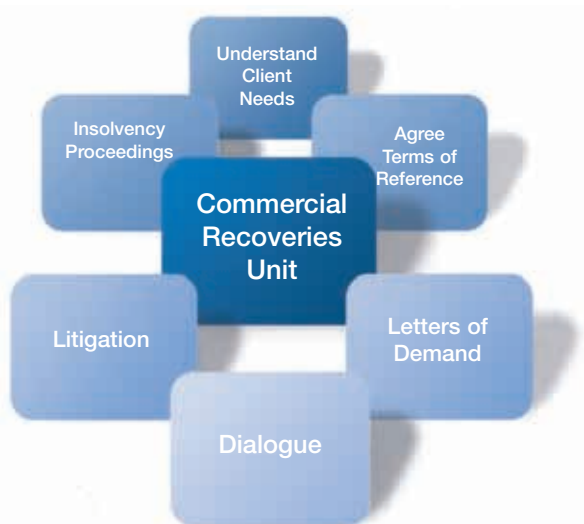 Understand
Client
Needs
Insolvency
Proceedings
Agree
Terms of
Reference
Commercial
Recoveries
Unit
Litigation
Letters of
Demand
Dialogue